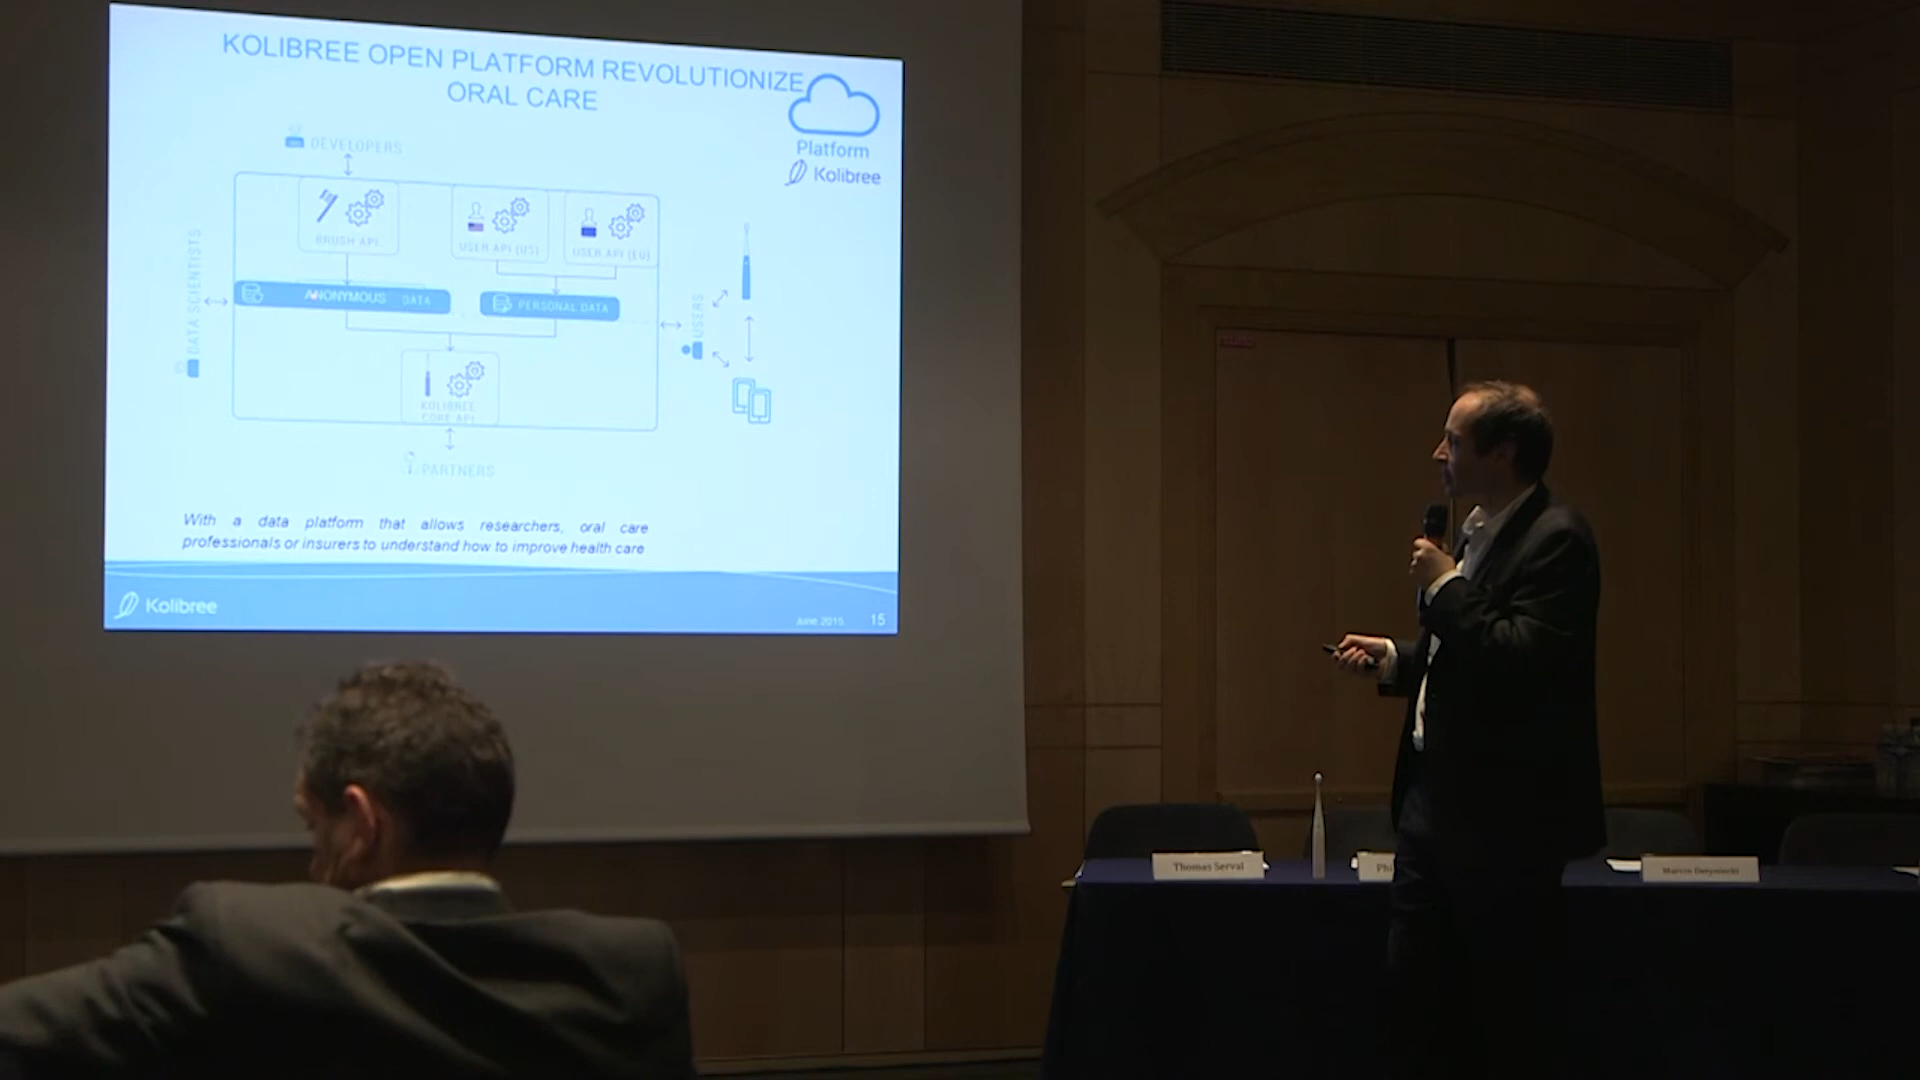 KOLIBREE OPEN PLATFORM REVOLUTIONIZE
ORAL CARE
Platform
Kolibree
DEVELOPERS
BRUSH API
USER API (US)
USER API (EU)
DATA SCIENTISTS
ANONYMOUS DATA
PERSONAL DATA
USERS
KOLIBREE
CORE API
PARTNERS
With a data platform that allows researchers, oral care
professionals or insurers to understand how to improve health care
Kolibree
June 2015
15
Thomas Serval
Phi